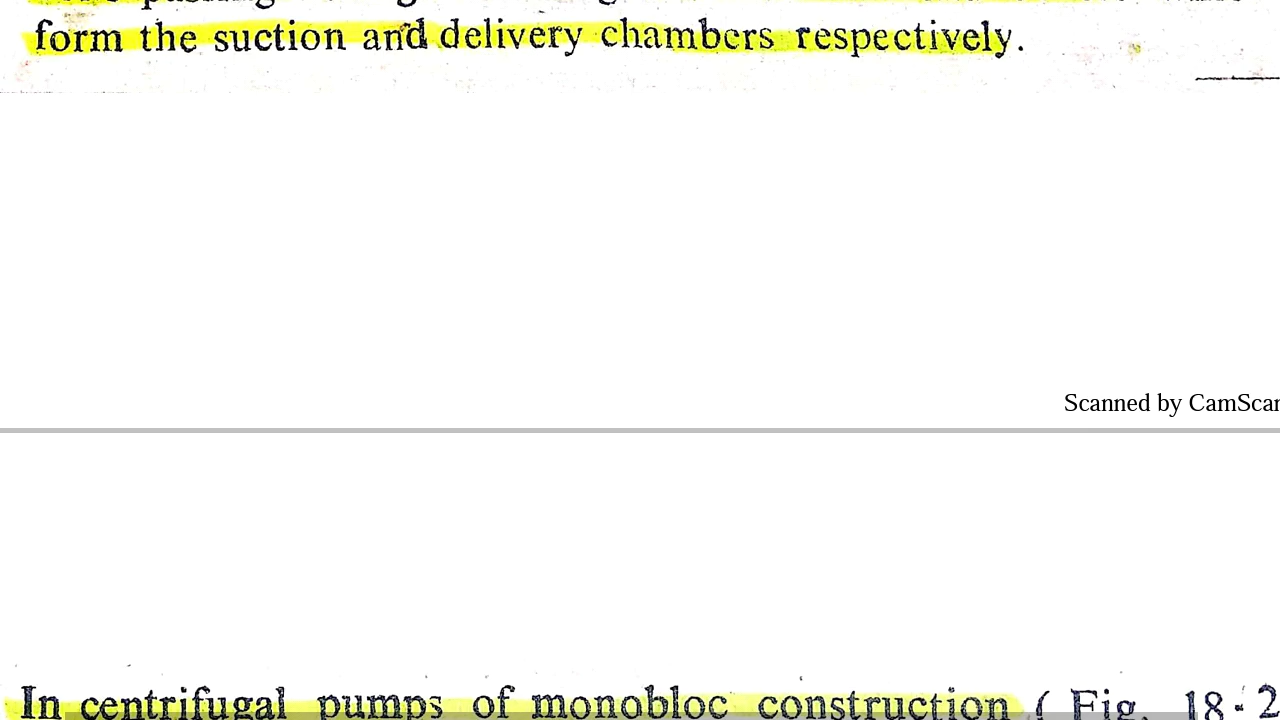 form the suction and delivery chambers respectively.
Scanned by CamScan
In centrifugal pumps of monobloc construction ( Fig. 18.2